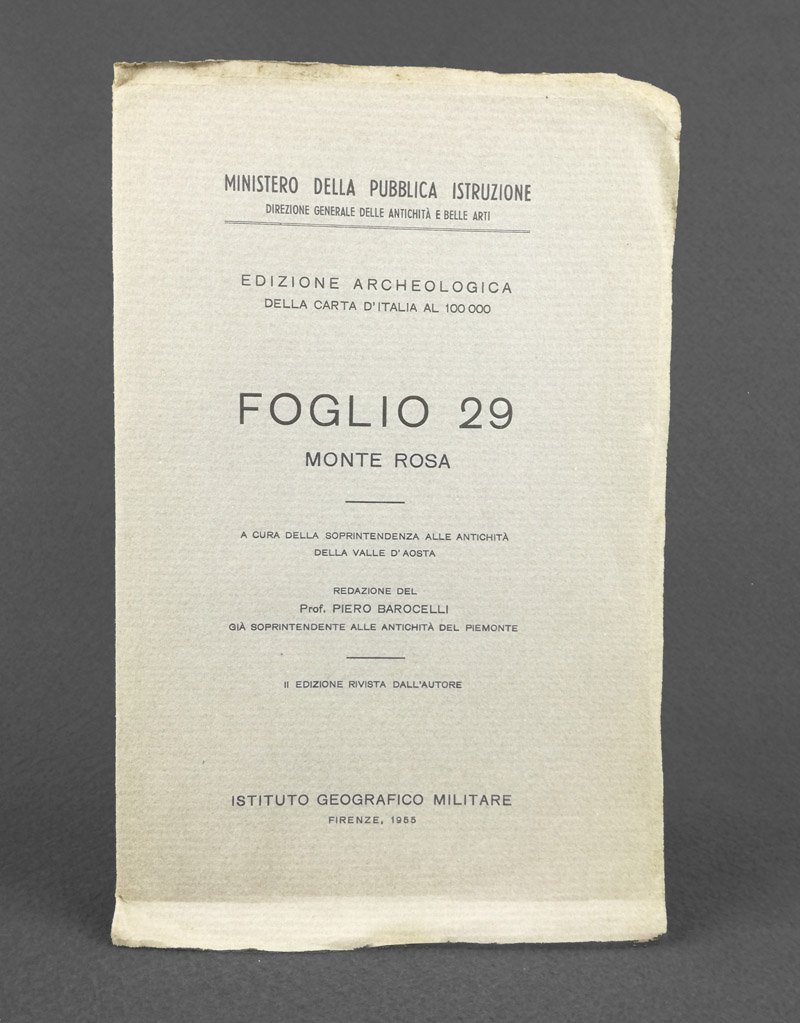 MINISTERO DELLA PUBBLICA ISTRUZIONE
DIREZIONE GENERALE DELLE ANTICHITÀ E BELLE ARTI
EDIZIONE ARCHEOLOGICA
DELLA CARTA D'ITALIA AL 100 000
FOGLIO 29
MONTE ROSA
A CURA DELLA SOPRINTENDENZA ALLE ANTICHITÀ
DELLA VALLE D'AOSTA
REDAZIONE DEL
Prof. PIERO BAROCELLI
GIÀ SOPRINTENDENTE ALLE ANTICHITÀ DEL PIEMONTE
II EDIZIONE RIVISTA DALL'AUTORE
ISTITUTO GEOGRAFICO MILITARE
FIRENZE, 1955